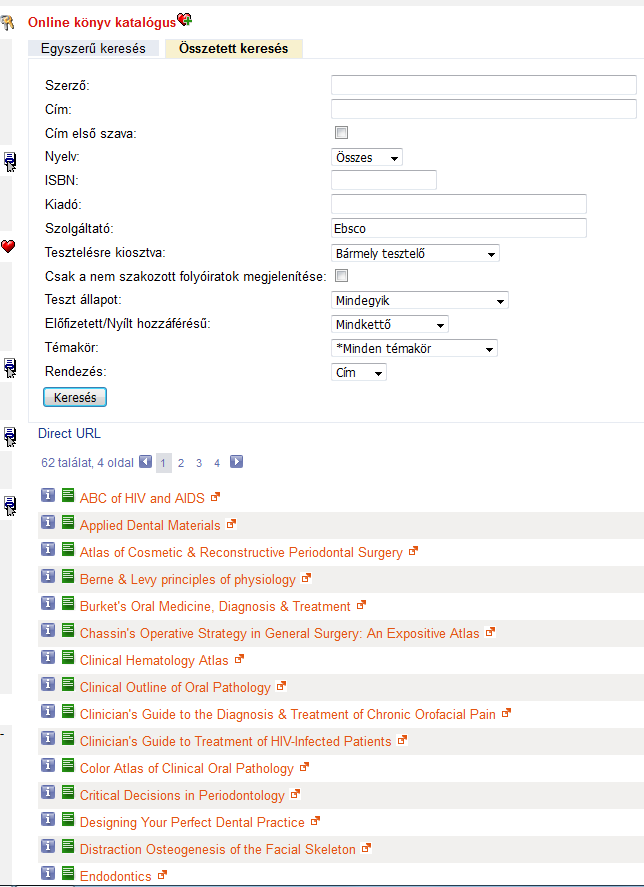 Online könyv katalógus
Egyszerű keresés Összetett keresés
Szerző:
Cím:
Cím első szava:
Nyelv: Összes
ISBN:
Kiadó:
Szolgáltató: Ebsco
Tesztelésre kiosztva: Bármely tesztelő
Csak a nem szakozott folyóiratok megjelenítése:
Teszt állapot: Mindegyik
Előfizetett/Nyílt hozzáférésű: Mindkettő
Témakör: *Minden témakör
Rendezés: Cím
Keresés
Direct URL
62 találat, 4 oldal 1 2 3 4
ABC of HIV and AIDS
Applied Dental Materials
Atlas of Cosmetic & Reconstructive Periodontal Surgery
Berne & Levy principles of physiology
Burket's Oral Medicine, Diagnosis & Treatment
Chassin's Operative Strategy in General Surgery: An Expositive Atlas
Clinical Hematology Atlas
Clinical Outline of Oral Pathology
Clinician's Guide to the Diagnosis & Treatment of Chronic Orofacial Pain
Clinician's Guide to Treatment of HIV-Infected Patients
Color Atlas of Clinical Oral Pathology
Critical Decisions in Periodontology
Designing Your Perfect Dental Practice
Distraction Osteogenesis of the Facial Skeleton
Endodontics